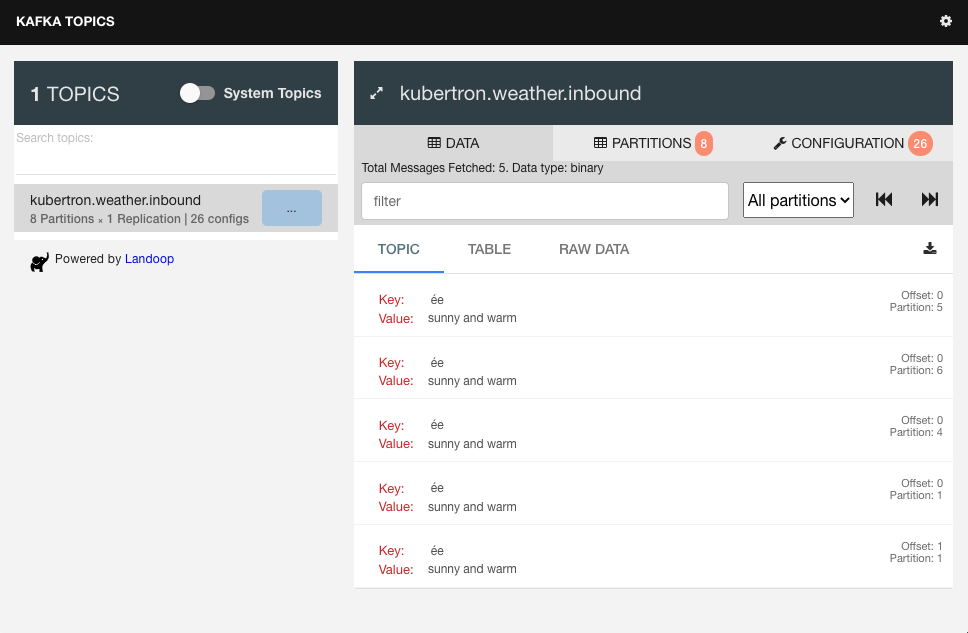 KAFKA TOPICS
1 TOPICS
System Topics
Search topics:
kubertron.weather.inbound
8 Partitions × 1 Replication | 26 configs
...
Powered by Landoop
kubertron.weather.inbound
DATA
PARTITIONS 8
CONFIGURATION 26
Total Messages Fetched: 5. Data type: binary
filter
All partitions
TOPIC
TABLE
RAW DATA
Key: ée
Value: sunny and warm
Offset: 0
Partition: 5
Key: ée
Value: sunny and warm
Offset: 0
Partition: 6
Key: ée
Value: sunny and warm
Offset: 0
Partition: 4
Key: ée
Value: sunny and warm
Offset: 0
Partition: 1
Key: ée
Value: sunny and warm
Offset: 1
Partition: 1